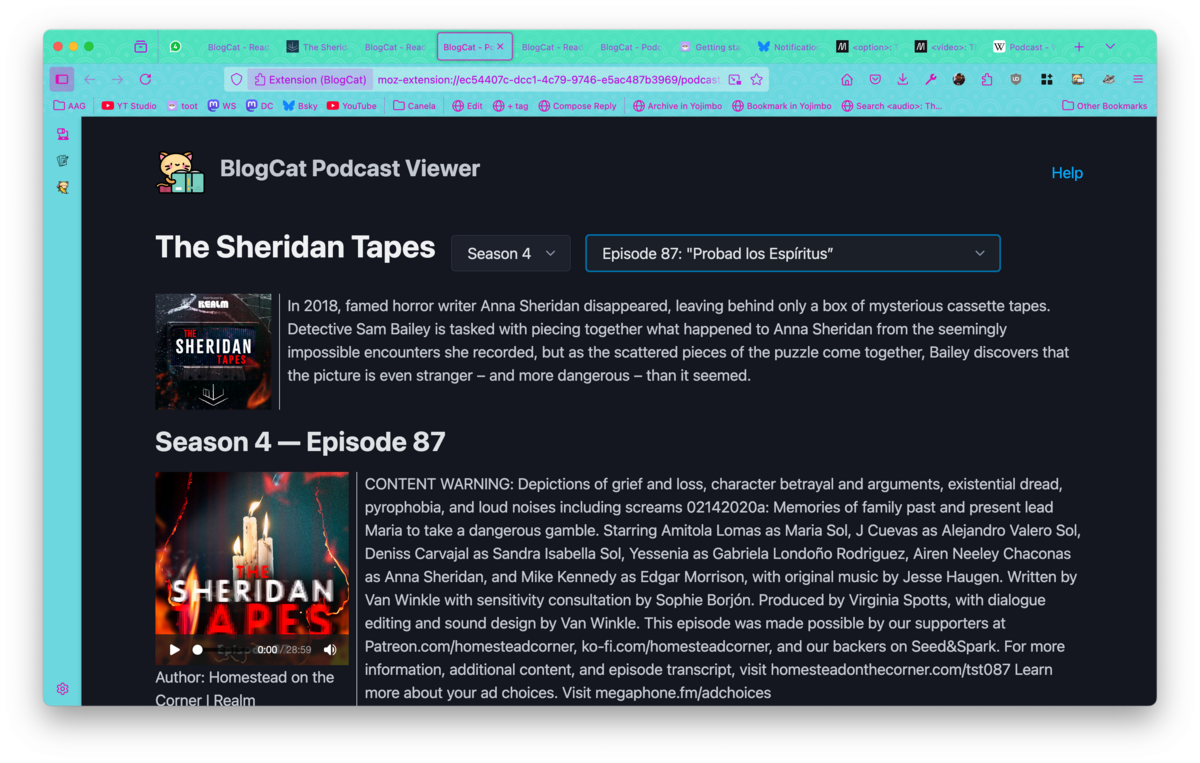 4
BlogCat - Read
The Sheric
BlogCat - Read
BlogCat - Po
BlogCat - Read
BlogCat - Podc
Getting sta
Notification
<option>: T
<video>: Th
Podcast -
Extension (BlogCat)
moz-extension://ec54407c-dcc1-4c79-9746-e5ac487b3969/podcast
AAG
YT Studio
toot
WS
DC
Bsky
YouTube
Canela
Edit
+ tag
Compose Reply
Archive in Yojimbo
Bookmark in Yojimbo
Search <audio>: Th...
Other Bookmarks
BlogCat Podcast Viewer
Help
The Sheridan Tapes
Season 4
Episode 87: "Probad los Espíritus”
REALM
THE
SHERIDAN
TAPES
In 2018, famed horror writer Anna Sheridan disappeared, leaving behind only a box of mysterious cassette tapes.
Detective Sam Bailey is tasked with piecing together what happened to Anna Sheridan from the seemingly
impossible encounters she recorded, but as the scattered pieces of the puzzle come together, Bailey discovers that
the picture is even stranger – and more dangerous – than it seemed.
Season 4 — Episode 87
THE
SHERIDAN
TAPES
0:00 / 28:59
Author: Homestead on the
Corner | Realm
CONTENT WARNING: Depictions of grief and loss, character betrayal and arguments, existential dread,
pyrophobia, and loud noises including screams 02142020a: Memories of family past and present lead
Maria to take a dangerous gamble. Starring Amitola Lomas as Maria Sol, J Cuevas as Alejandro Valero Sol,
Deniss Carvajal as Sandra Isabella Sol, Yessenia as Gabriela Londoño Rodriguez, Airen Neeley Chaconas
as Anna Sheridan, and Mike Kennedy as Edgar Morrison, with original music by Jesse Haugen. Written by
Van Winkle with sensitivity consultation by Sophie Borjón. Produced by Virginia Spotts, with dialogue
editing and sound design by Van Winkle. This episode was made possible by our supporters at
Patreon.com/homesteadcorner, ko-fi.com/homesteadcorner, and our backers on Seed&Spark. For more
information, additional content, and episode transcript, visit homesteadonthecorner.com/tst087 Learn
more about your ad choices. Visit megaphone.fm/adchoices